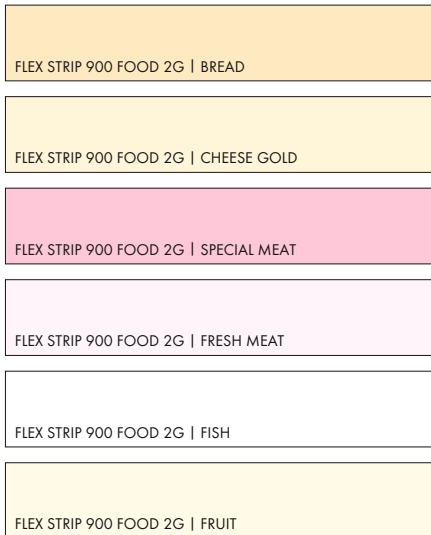 FLEX STRIP 900 FOOD 2G | BREAD
FLEX STRIP 900 FOOD 2G | CHEESE GOLD
FLEX STRIP 900 FOOD 2G | SPECIAL MEAT
FLEX STRIP 900 FOOD 2G | FRESH MEAT
FLEX STRIP 900 FOOD 2G | FISH
FLEX STRIP 900 FOOD 2G | FRUIT